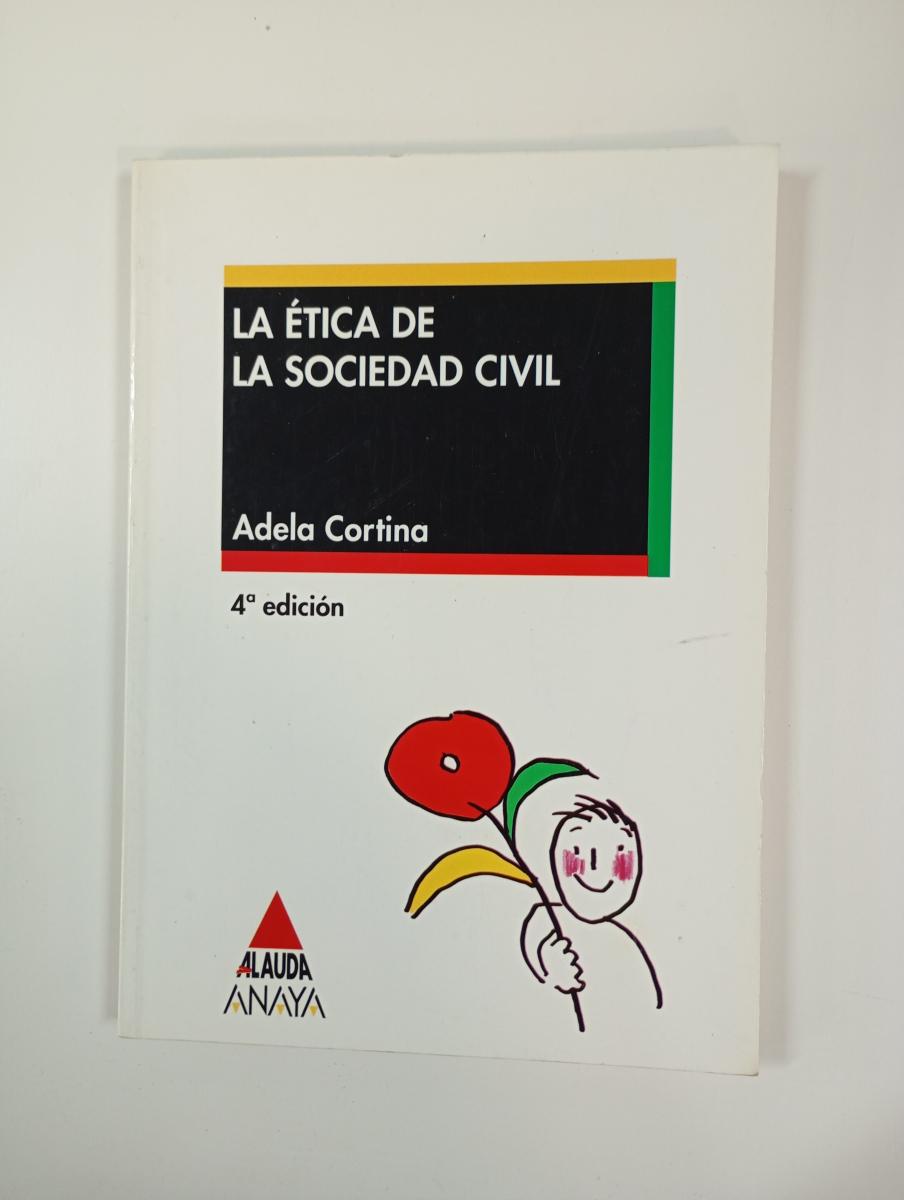 LA ÉTICA DE
LA SOCIEDAD CIVIL
Adela Cortina
4ª edición
ALAUDA
ANAYA